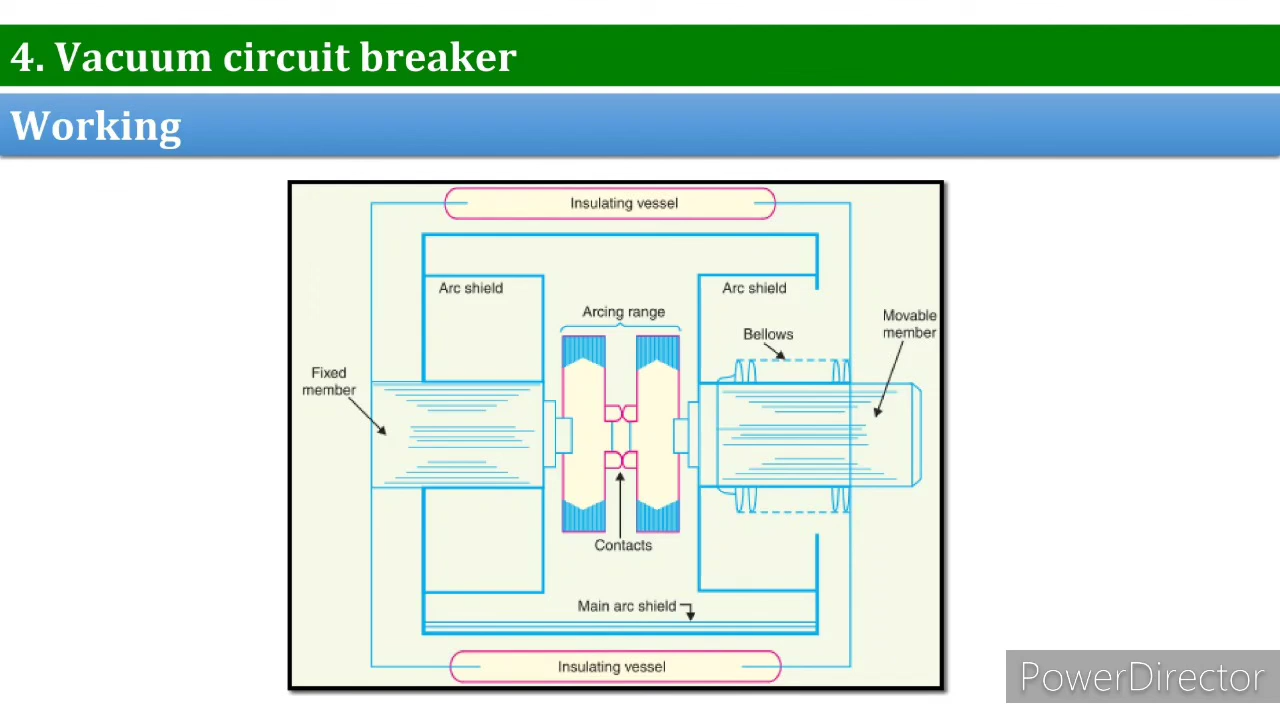 4. Vacuum circuit breaker
Working
Insulating vessel
Arc shield
Arc shield
Arcing range
Movable
member
Bellows
Fixed
member
Contacts
Main arc shield
Insulating vessel
PowerDirector